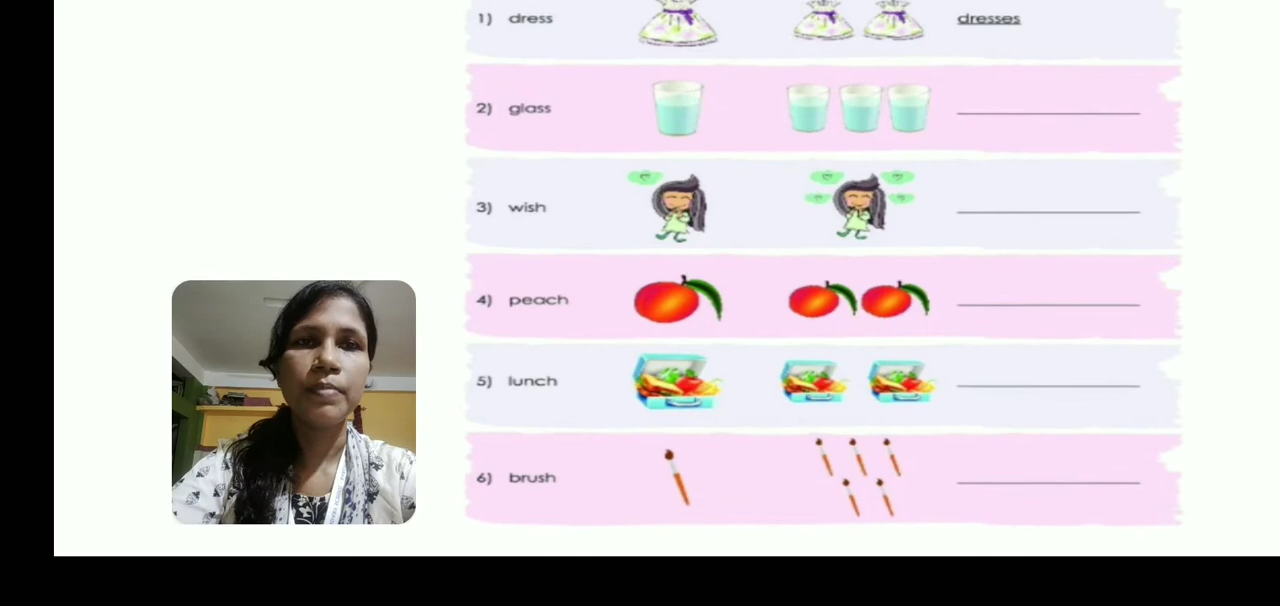 1) dress dresses
2) glass
3) wish
4) peach
5) lunch
6) brush